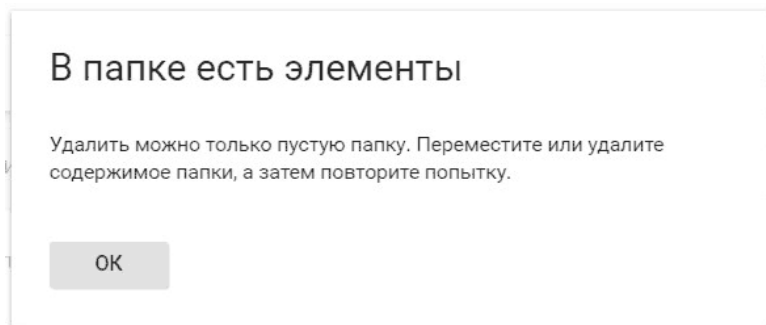 В папке есть элементы
Удалить можно только пустую папку. Переместите или удалите
содержимое папки, а затем повторите попытку.
ОК